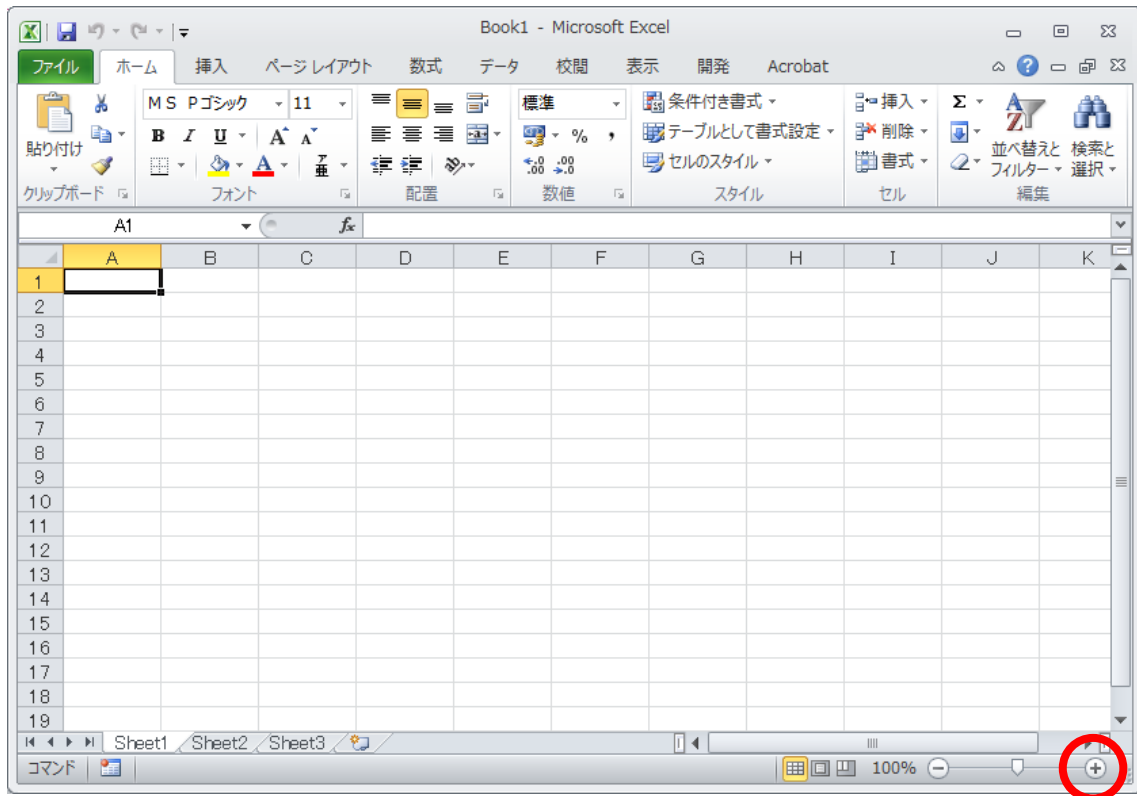 Book1 - Microsoft Excel
ファイル ホーム 挿入 ページ レイアウト 数式 データ 校閲 表示 開発 Acrobat
貼り付け
クリップボード
ＭＳ Ｐゴシック 11
B I U A A
A 亜
フォント
配置
標準
% ,
.0 .00
.00 .0
数値
条件付き書式
テーブルとして書式設定
セルのスタイル
スタイル
挿入
削除
書式
セル
Σ
A
Z
並べ替えと
フィルター
検索と
選択
編集
A1 fx
A B C D E F G H I J K
1
2
3
4
5
6
7
8
9
10
11
12
13
14
15
16
17
18
19
Sheet1 Sheet2 Sheet3
コマンド 100%